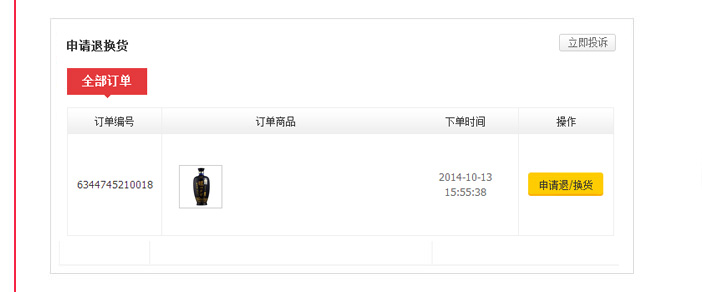 申请退换货
立即投诉
全部订单
订单编号 订单商品 下单时间 操作
6344745210018
2014-10-13
15:55:38
申请退/换货